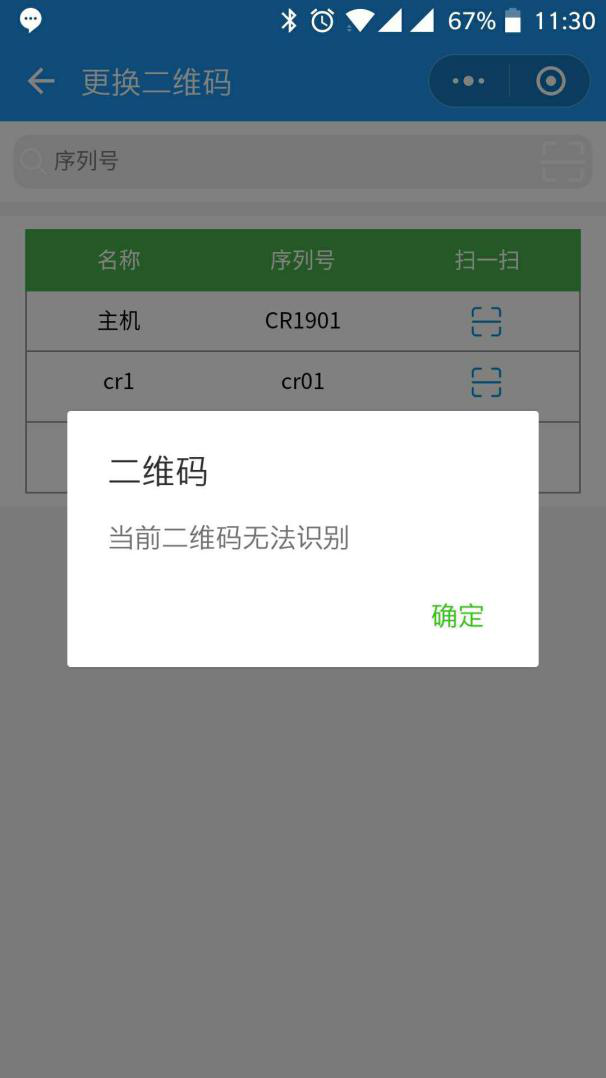 67% 11:30
更换二维码
序列号
名称 序列号 扫一扫
主机 CR1901
cr1 cr01
二维码
当前二维码无法识别
确定